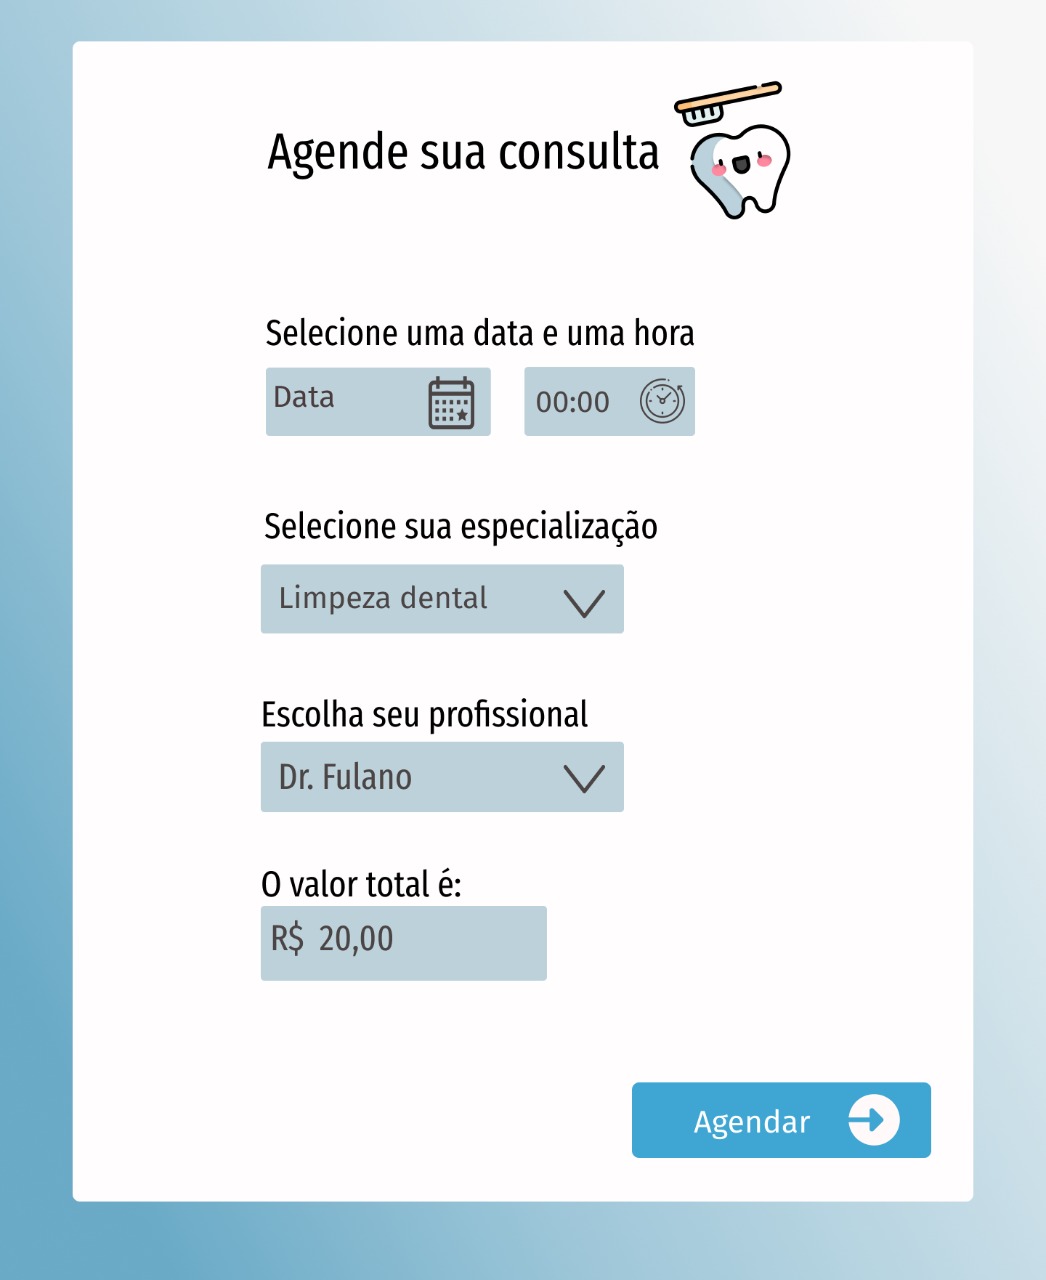 Agende sua consulta
Selecione uma data e uma hora
Data
00:00
Selecione sua especialização
Limpeza dental
Escolha seu profissional
Dr. Fulano
O valor total é:
R$ 20,00
Agendar